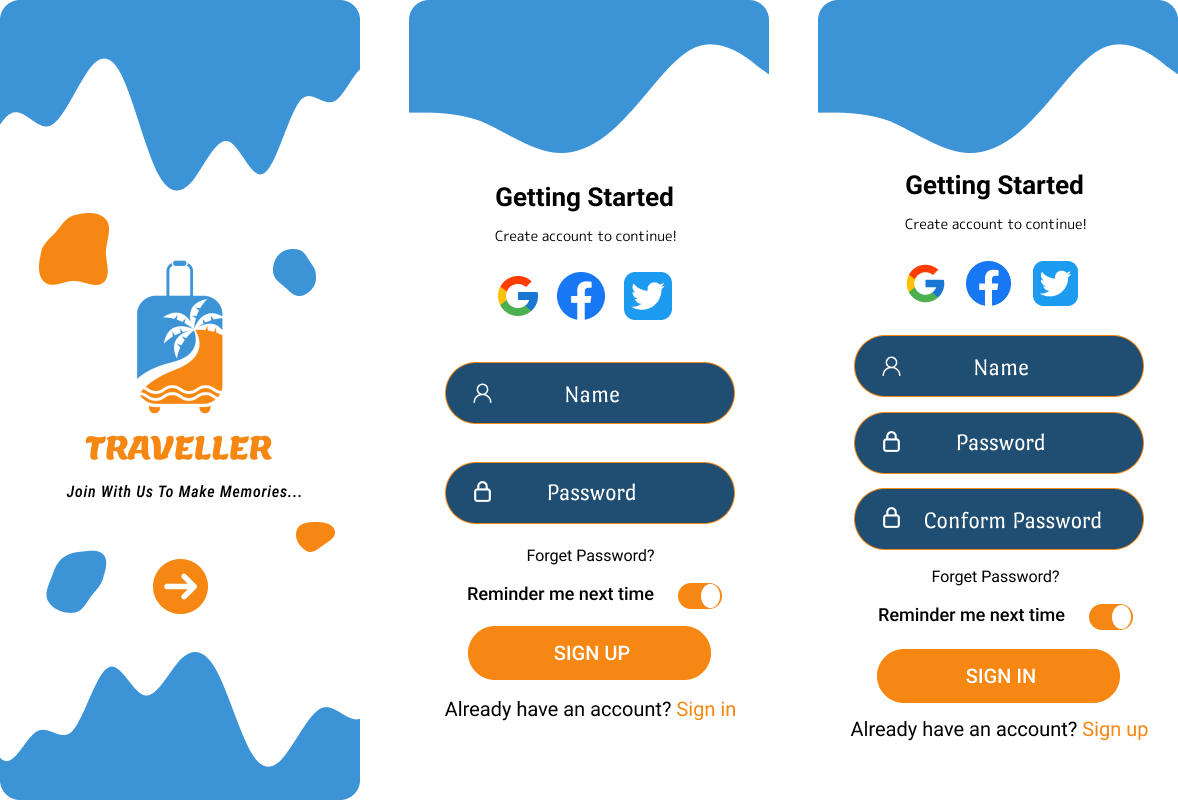 TRAVELLER
Join With Us To Make Memories...
Getting Started
Create account to continue!
Name
Password
Forget Password?
Reminder me next time
SIGN UP
Already have an account? Sign in
Getting Started
Create account to continue!
Name
Password
Conform Password
Forget Password?
Reminder me next time
SIGN IN
Already have an account? Sign up